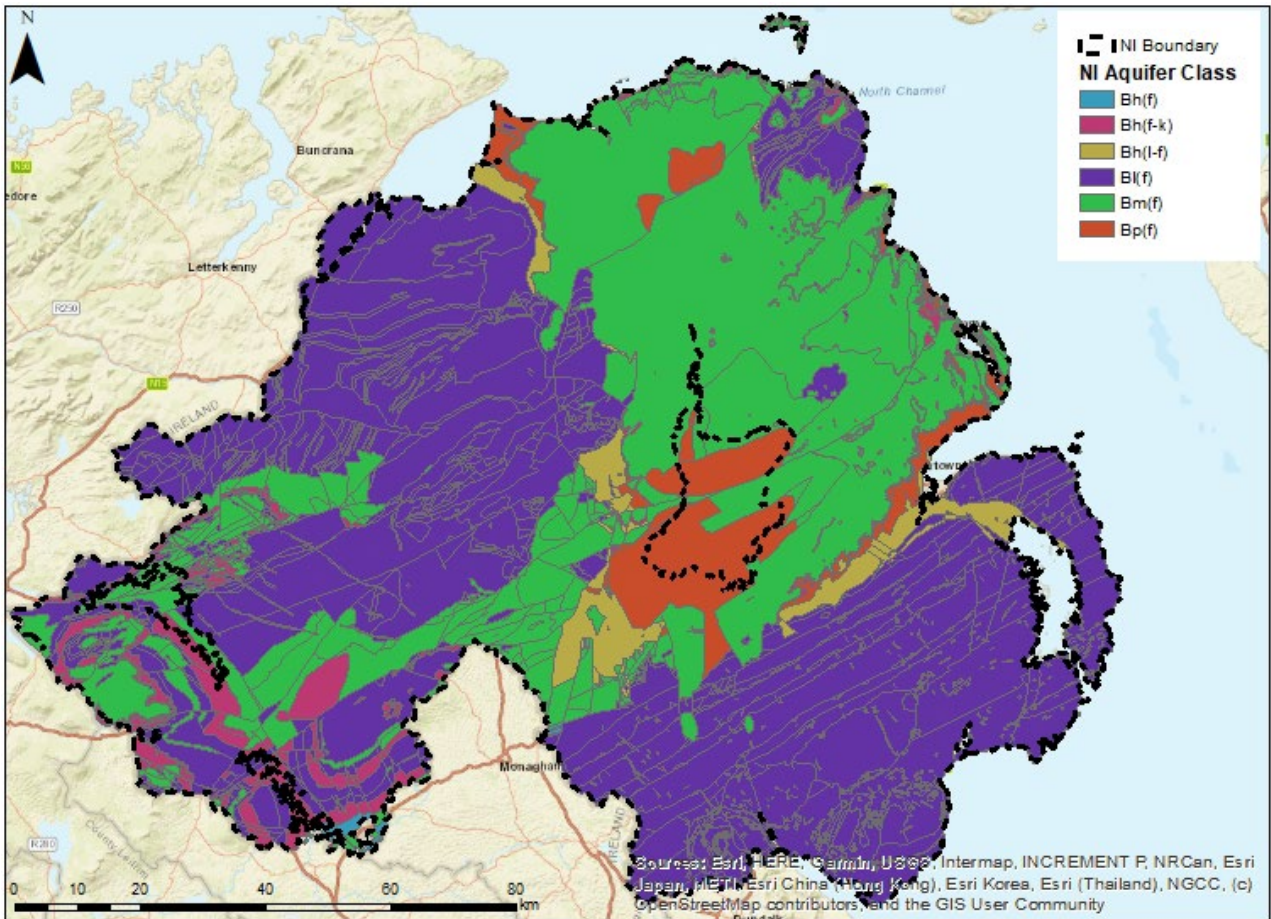 N
NI Boundary
NI Aquifer Class
Bh(f)
Bh(f-k)
Bh(I-f)
Bl(f)
Bm(f)
Bp(f)
North Channel
Buncrana
Letterkenny
R250
N15
IRELAND
Monaghan
IRELAND
County Leitrim
R280
0 10 20 40 60 80
km
Sources: Esri, HERE, Garmin, USGS, Intermap, INCREMENT P, NRCan, Esri
Japan, METI, Esri China (Hong Kong), Esri Korea, Esri (Thailand), NGCC, (c)
OpenStreetMap contributors, and the GIS User Community